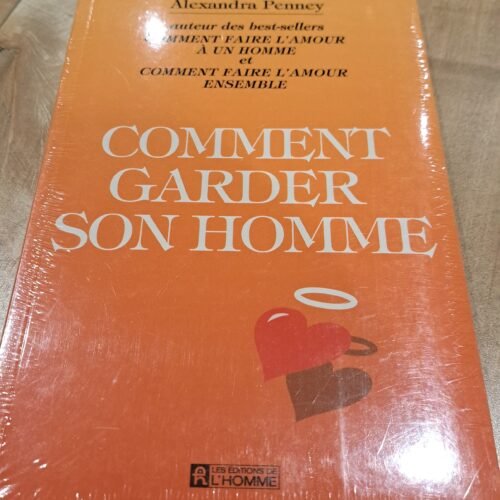 Alexandra Penney
auteur des best-sellers
COMMENT FAIRE L'AMOUR
À UN HOMME
et
COMMENT FAIRE L'AMOUR
ENSEMBLE
COMMENT
GARDER
SON HOMME
LES ÉDITIONS DE
L'HOMME